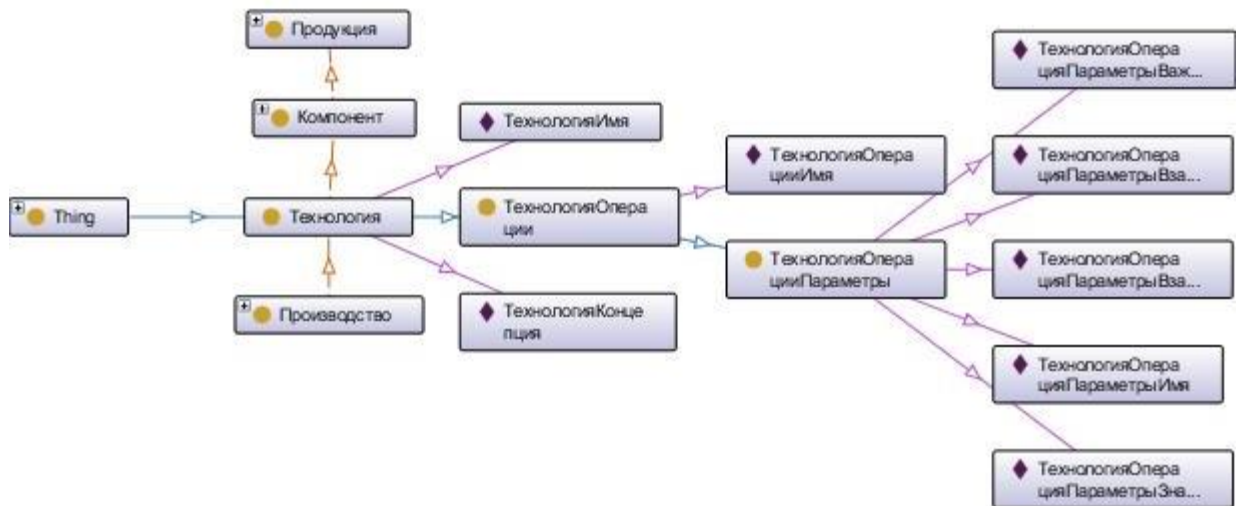 Продукция
Компонент
Thing
Технология
Производство
ТехнологияИмя
ТехнологияОпера
ции
ТехнологияКонце
пция
ТехнологияОпера
цииИмя
ТехнологияОпера
цииПараметры
ТехнологияОпера
цияПараметрыВаж...
ТехнологияОпера
цияПараметрыВза...
ТехнологияОпера
цияПараметрыВза...
ТехнологияОпера
цияПараметрыИмя
ТехнологияОпера
цияПараметрыЗна...